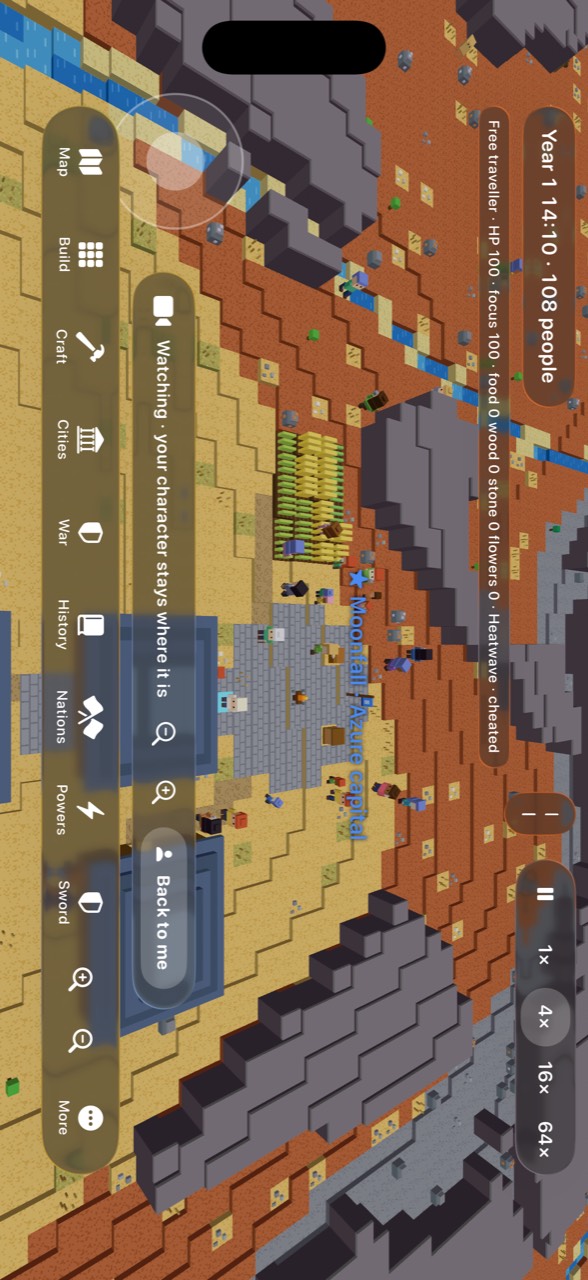 Year 1 14:10 · 108 people
1×
4×
16×
64×
Free traveller · HP 100 · focus 100 · food 0 wood 0 stone 0 flowers 0 · Heatwave · cheated
★ Moonfall · Azure capital
Watching · your character stays where it is
Back to me
Map
Build
Craft
Cities
War
History
Nations
Powers
Sword
More